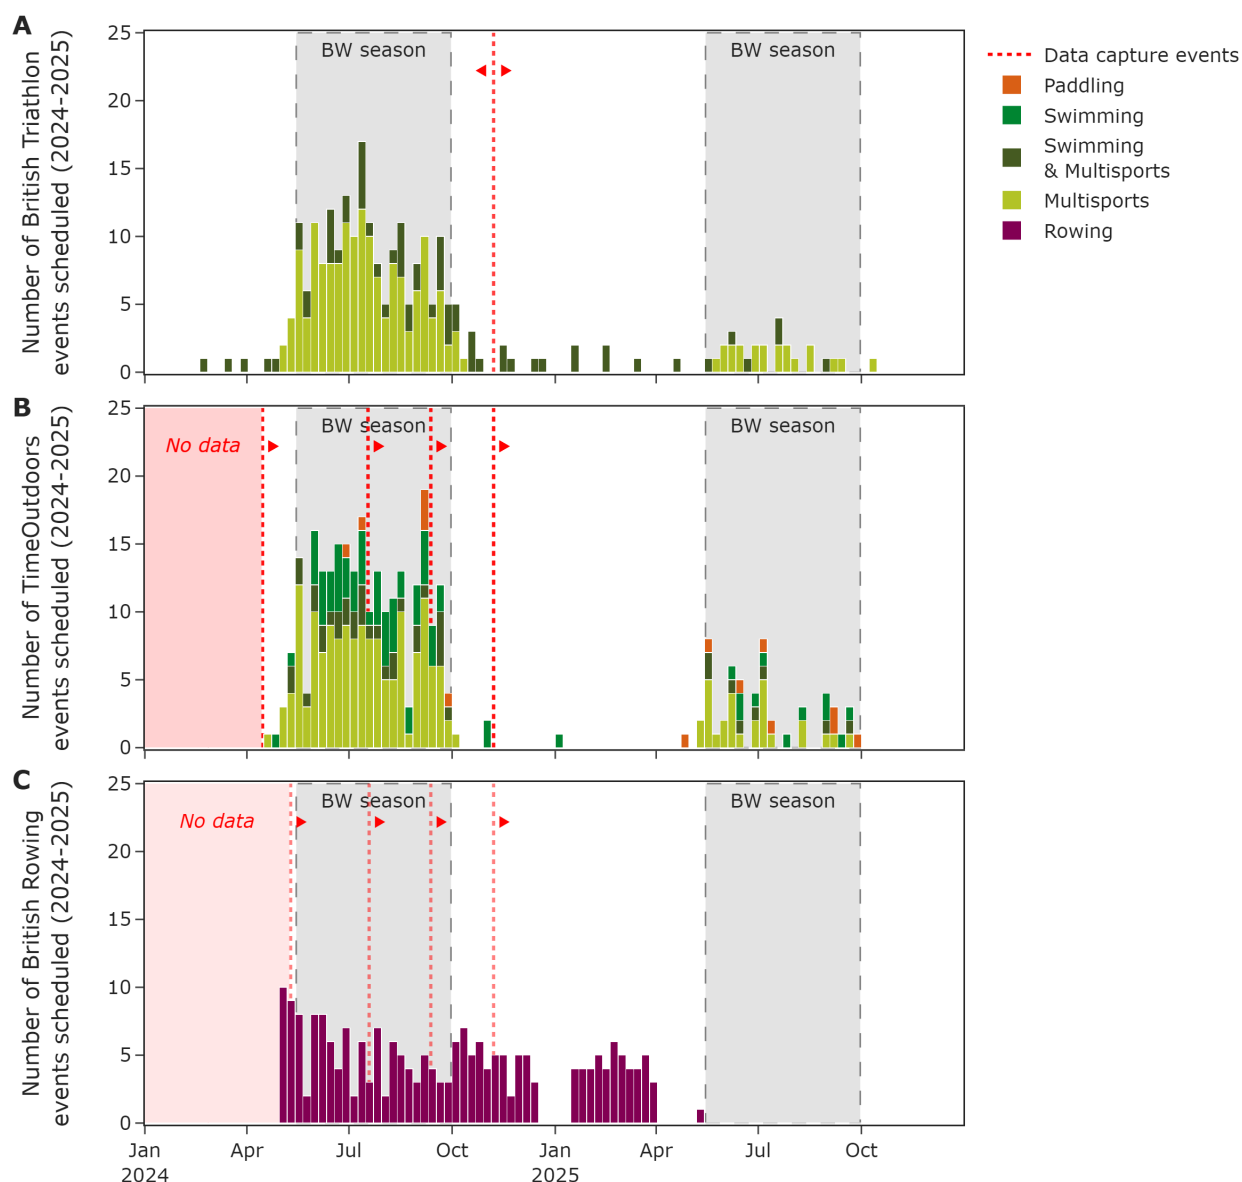 A
Number of British Triathlon
events scheduled (2024-2025)
25
20
15
10
5
0
BW season
BW season
Data capture events
Paddling
Swimming
Swimming
& Multisports
Multisports
Rowing
B
Number of TimeOutdoors
events scheduled (2024-2025)
25
20
15
10
5
0
No data
BW season
BW season
C
Number of British Rowing
events scheduled (2024-2025)
25
20
15
10
5
0
No data
BW season
BW season
Jan
2024
Apr
Jul
Oct
Jan
2025
Apr
Jul
Oct